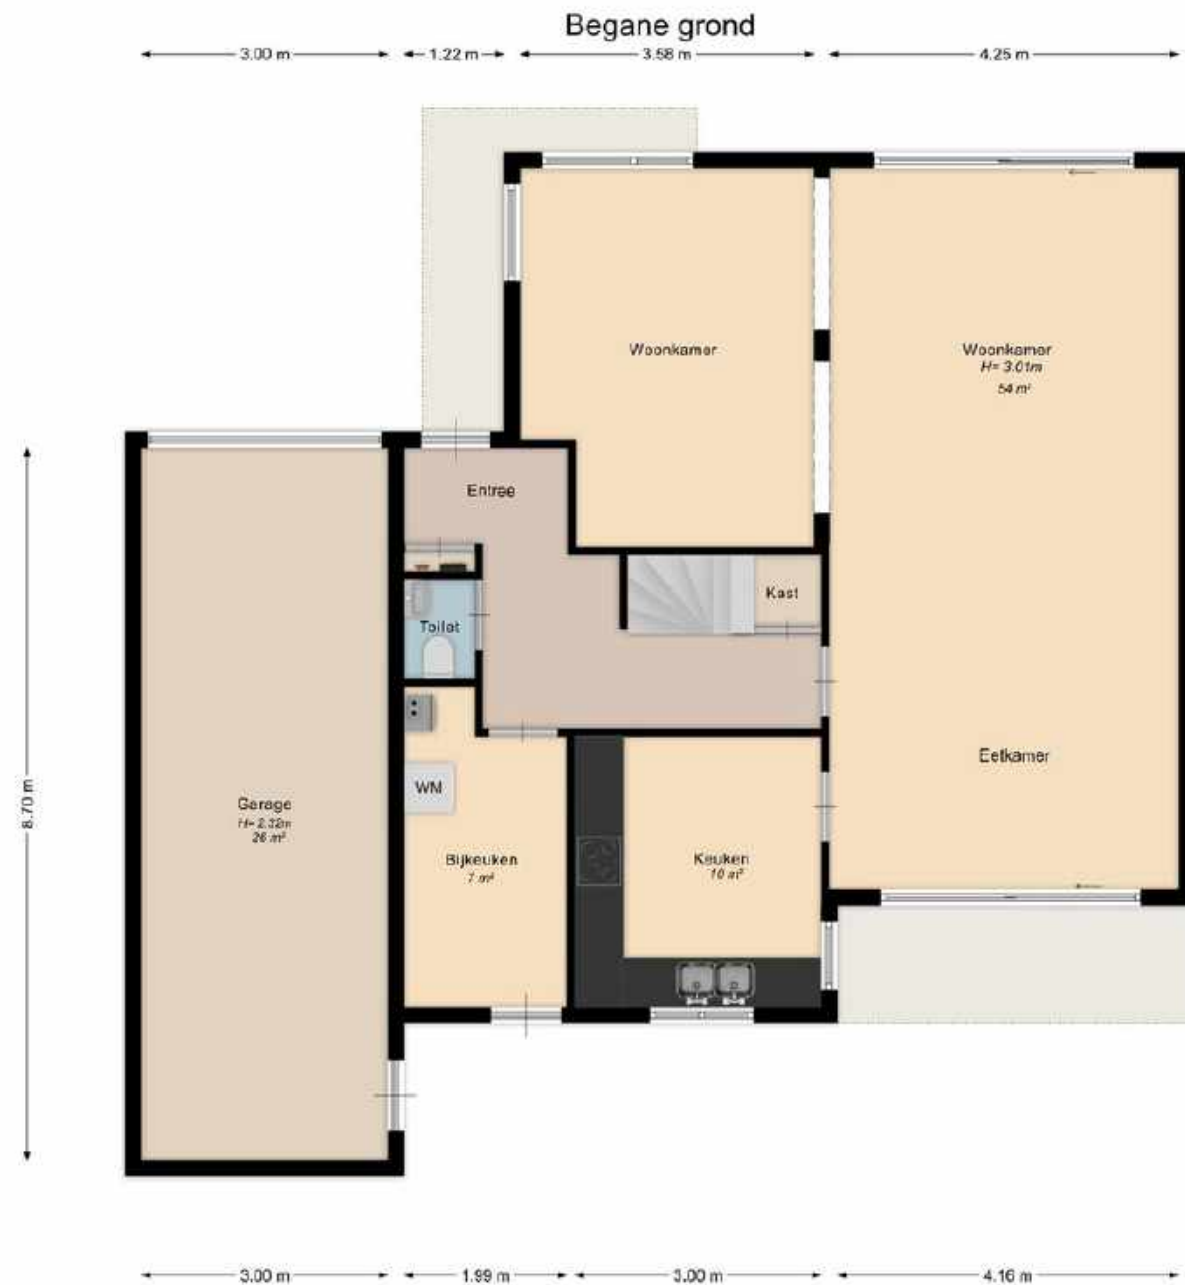 Begane grond
3.00 m
1.22 m
3.58 m
4.25 m
Woonkamer
Woonkamer
H= 3.01m
54 m²
Entree
Kast
Toilet
Eetkamer
WM
8.70 m
Garage
H= 2.32m
26 m²
Bijkeuken
7 m²
Keuken
10 m²
3.00 m
1.99 m
3.00 m
4.16 m